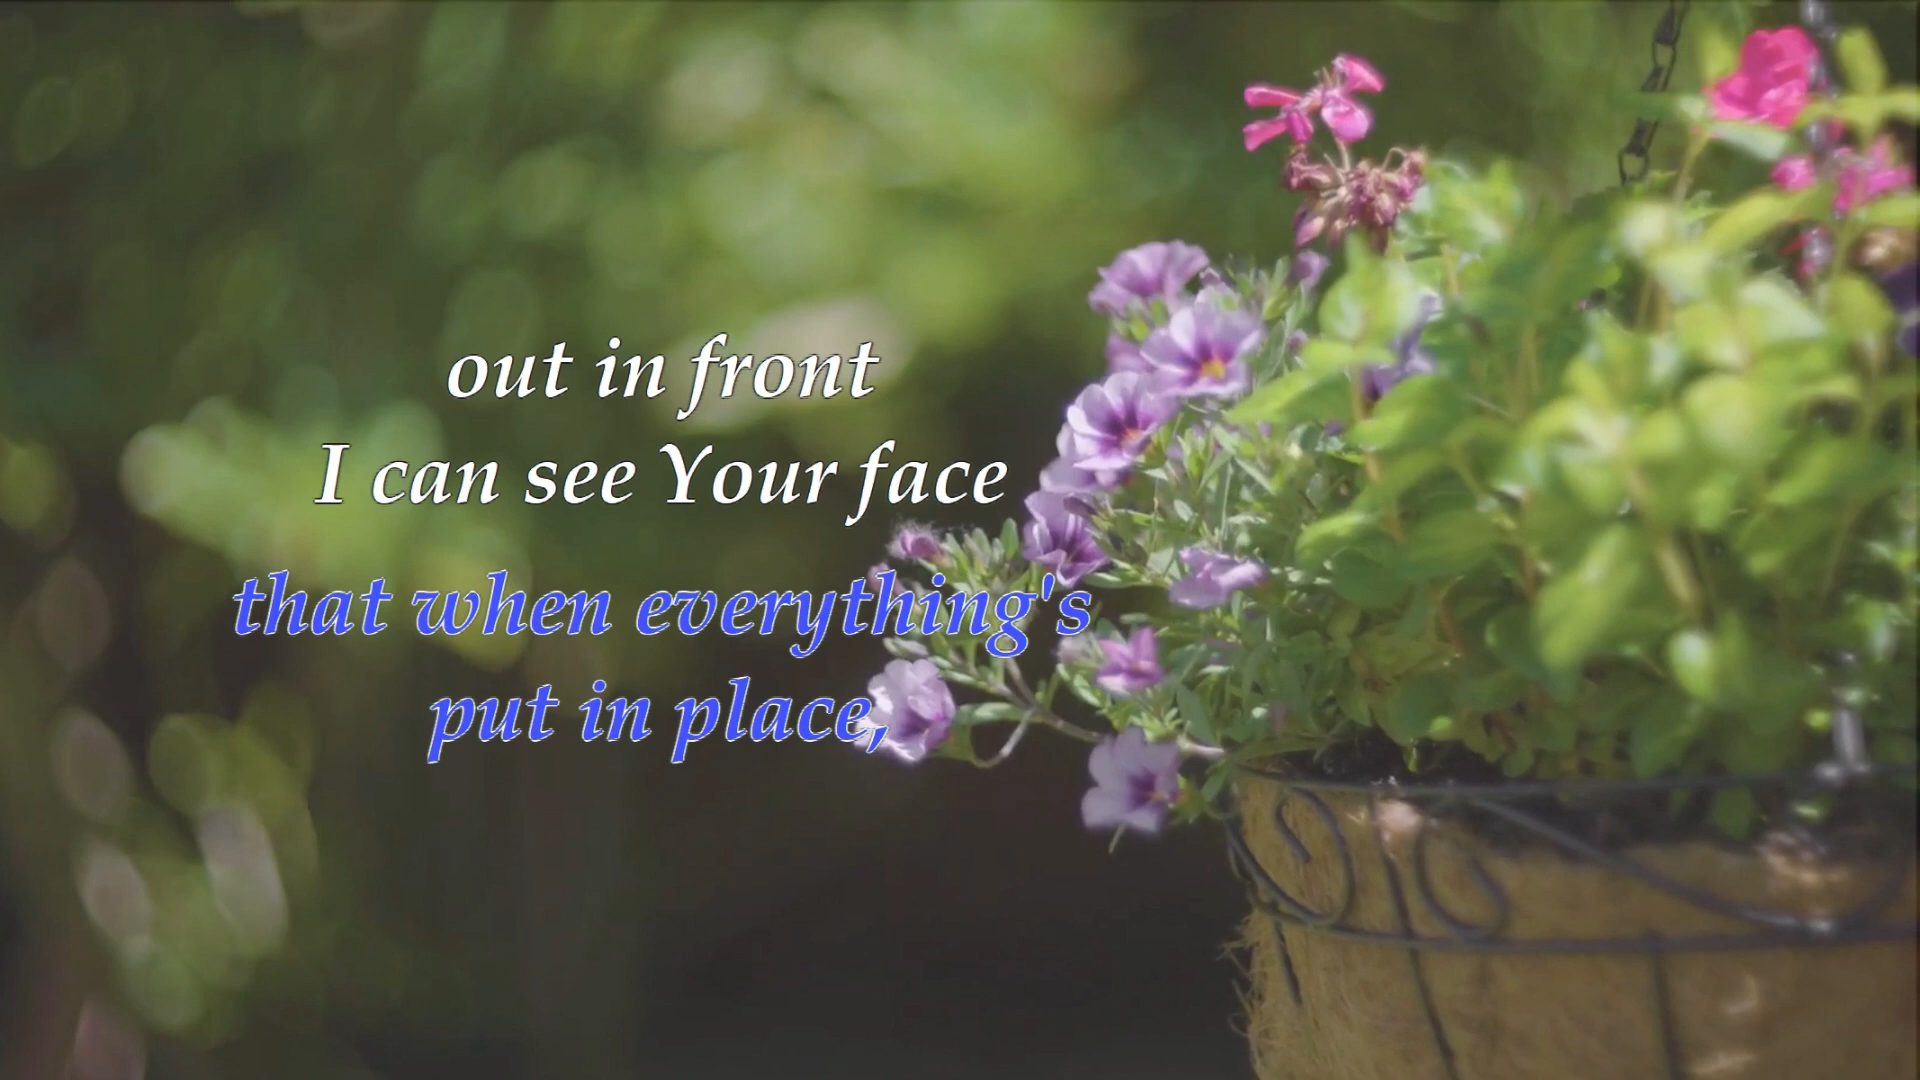 out in front
I can see Your face
that when everything's
put in place,